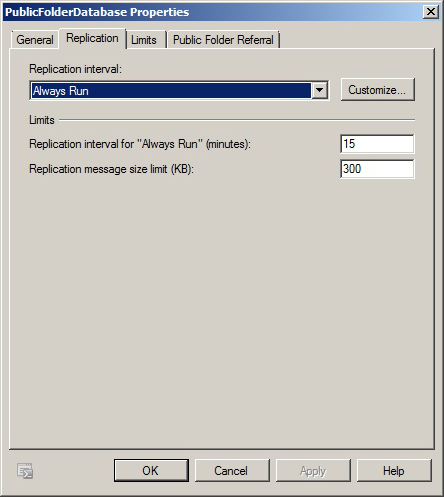 PublicFolderDatabase Properties
General Replication Limits Public Folder Referral
Replication interval:
Always Run Customize...
Limits
Replication interval for "Always Run" (minutes): 15
Replication message size limit (KB): 300
OK Cancel Apply Help